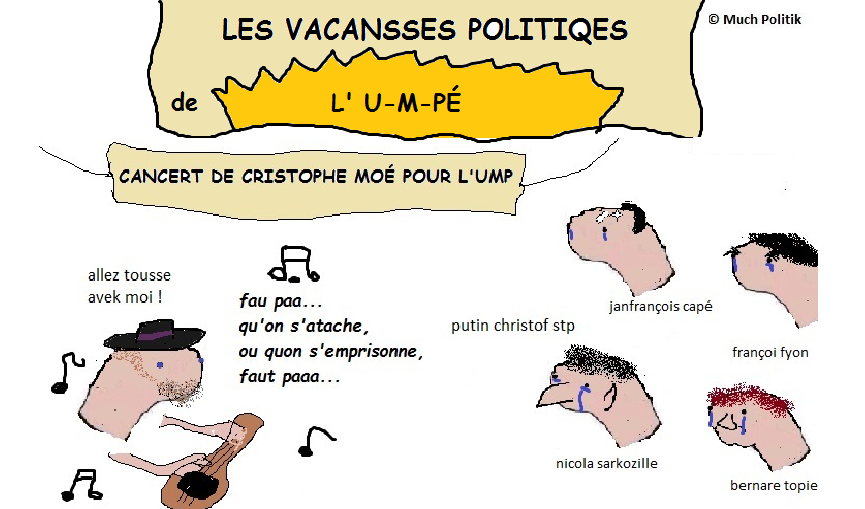 LES VACANSSES POLITIQES
© Much Politik
de L' U-M-PÉ
CANCERT DE CRISTOPHE MOÉ POUR L'UMP
allez tousse
avek moi !
fau paa...
qu'on s'atache,
ou quon s'emprisonne,
faut paaa...
putin christof stp
janfrançois capé
françoi fyon
nicola sarkozille
bernare topie